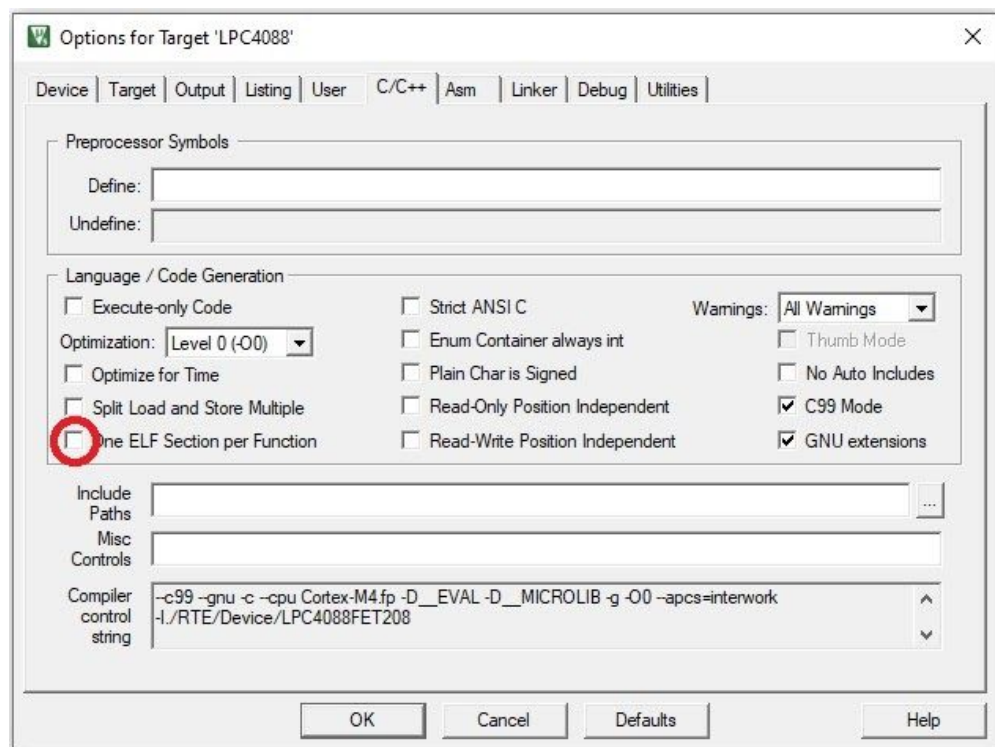 Options for Target 'LPC4088'
Device Target Output Listing User C/C++ Asm Linker Debug Utilities
Preprocessor Symbols
Define:
Undefine:
Language / Code Generation
Execute-only Code Strict ANSI C Warnings: All Warnings
Optimization: Level 0 (-O0) Enum Container always int Thumb Mode
Optimize for Time Plain Char is Signed No Auto Includes
Split Load and Store Multiple Read-Only Position Independent C99 Mode
One ELF Section per Function Read-Write Position Independent GNU extensions
Include
Paths ...
Misc
Controls
Compiler
control
string
--c99 --gnu -c --cpu Cortex-M4.fp -D__EVAL -D__MICROLIB -g -O0 --apcs=interwork
-I./RTE/Device/LPC4088FET208
OK Cancel Defaults Help